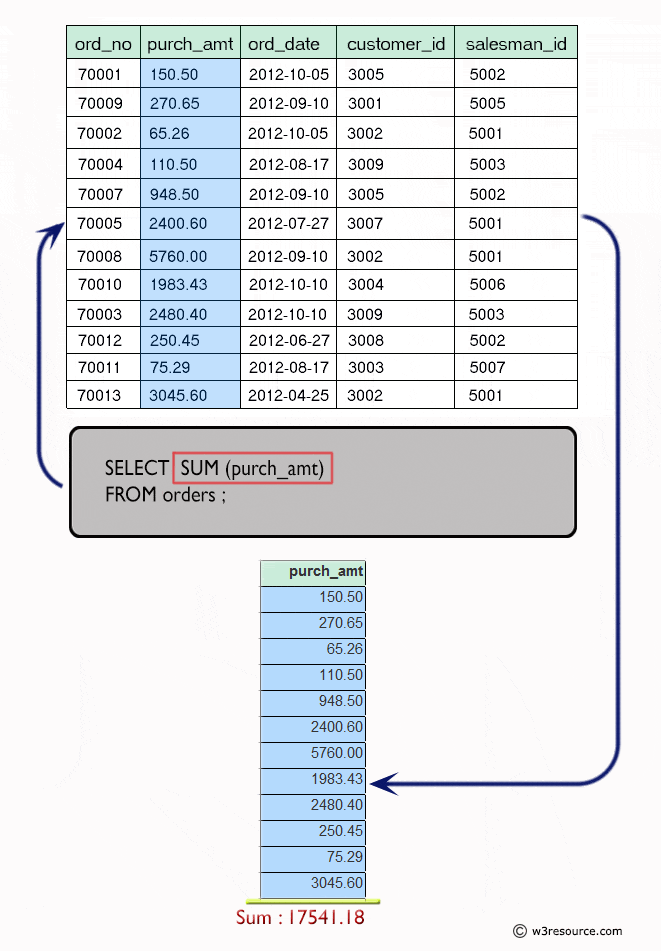 ord_no purch_amt ord_date customer_id salesman_id
70001 150.50 2012-10-05 3005 5002
70009 270.65 2012-09-10 3001 5005
70002 65.26 2012-10-05 3002 5001
70004 110.50 2012-08-17 3009 5003
70007 948.50 2012-09-10 3005 5002
70005 2400.60 2012-07-27 3007 5001
70008 5760.00 2012-09-10 3002 5001
70010 1983.43 2012-10-10 3004 5006
70003 2480.40 2012-10-10 3009 5003
70012 250.45 2012-06-27 3008 5002
70011 75.29 2012-08-17 3003 5007
70013 3045.60 2012-04-25 3002 5001
SELECT SUM (purch_amt)
FROM orders ;
purch_amt
150.50
270.65
65.26
110.50
948.50
2400.60
5760.00
1983.43
2480.40
250.45
75.29
3045.60
Sum : 17541.18
© w3resource.com